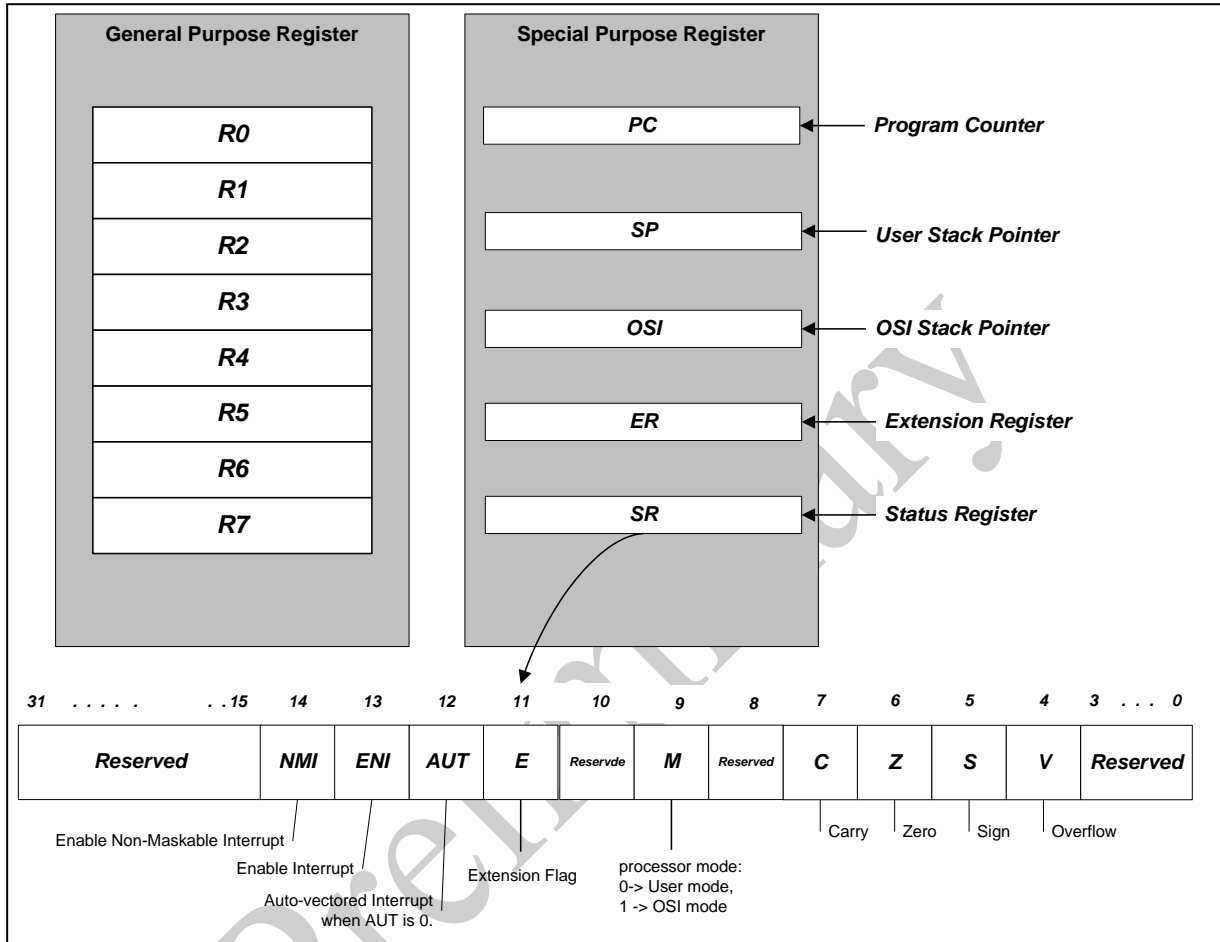 General Purpose Register
R0
R1
R2
R3
R4
R5
R6
R7
Special Purpose Register
PC
SP
OSI
ER
SR
Program Counter
User Stack Pointer
OSI Stack Pointer
Extension Register
Status Register
31 . . . . . . . 15 14 13 12 11 10 9 8 7 6 5 4 3 . . . 0
Reserved NMI ENI AUT E Reservde M Reserved C Z S V Reserved
Enable Non-Maskable Interrupt
Enable Interrupt
Auto-vectored Interrupt
when AUT is 0.
Extension Flag
processor mode:
0-> User mode,
1 -> OSI mode
Carry
Zero
Sign
Overflow
Preliminary